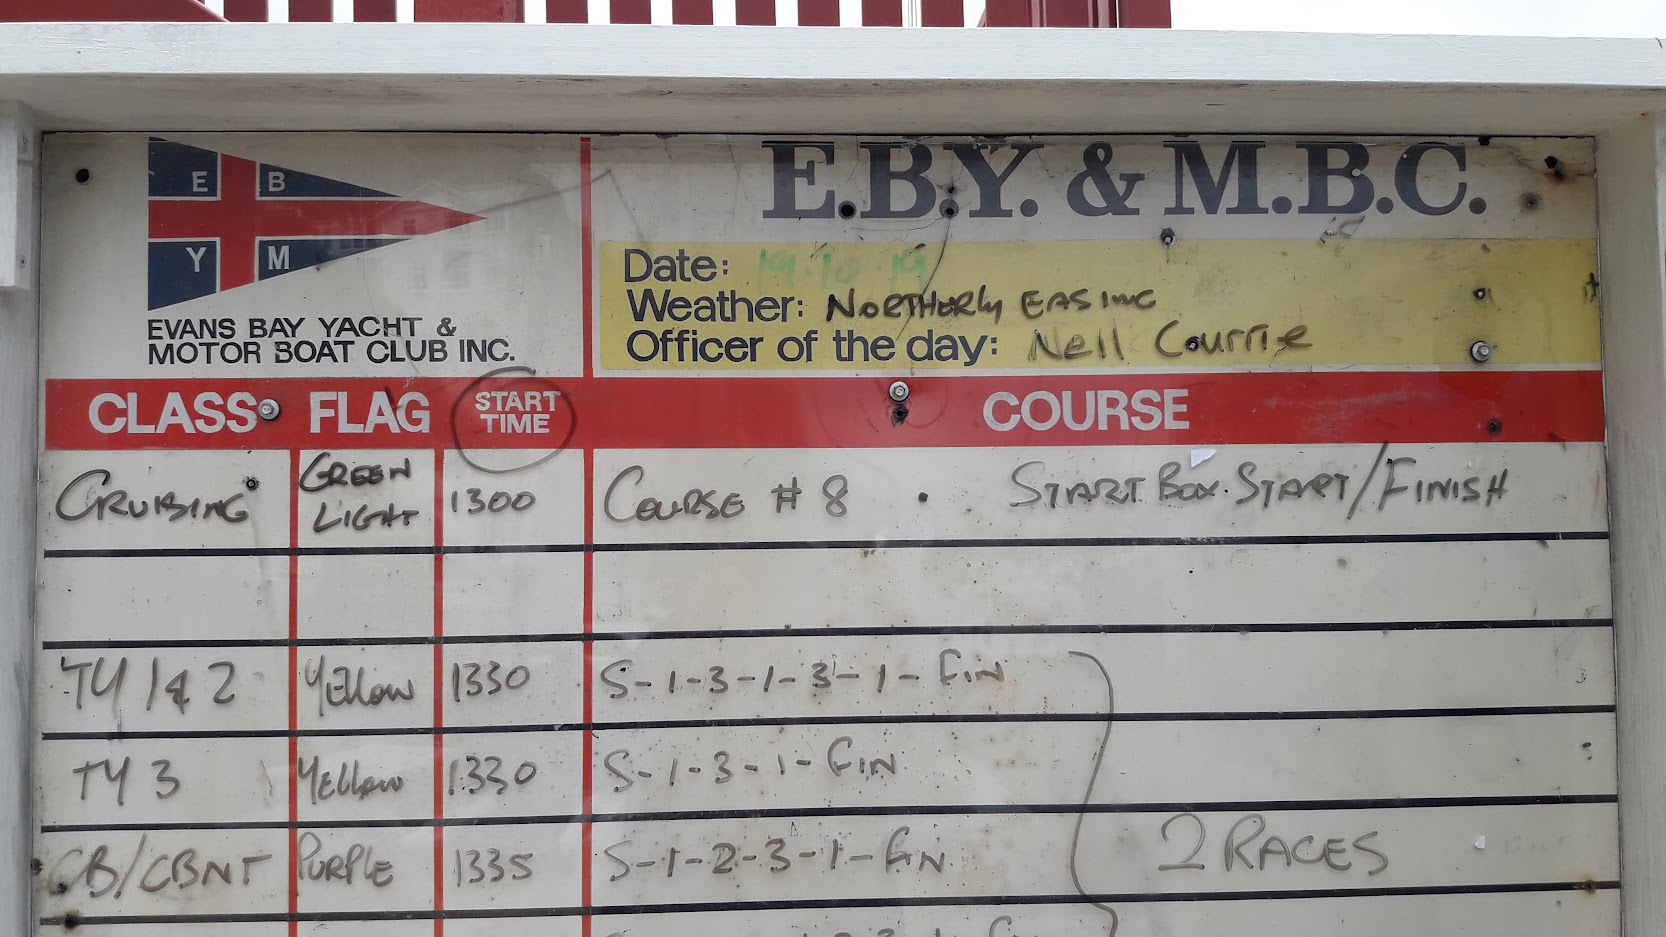 E B
Y M
EVANS BAY YACHT &
MOTOR BOAT CLUB INC.
E.B.Y. & M.B.C.
Date: 19.10.19
Weather: NORTHERLY EASING
Officer of the day: Neil Currie
CLASS FLAG START TIME COURSE
CRUISING GREEN LIGHT 1300 COURSE # 8 . START BOX. START/FINISH
TY 1 & 2 Yellow 1330 S-1-3-1-3-1- FIN
TY 3 Yellow 1330 S-1-3-1- FIN
CB/CBNT PURPLE 1335 S-1-2-3-1- FIN 2 RACES